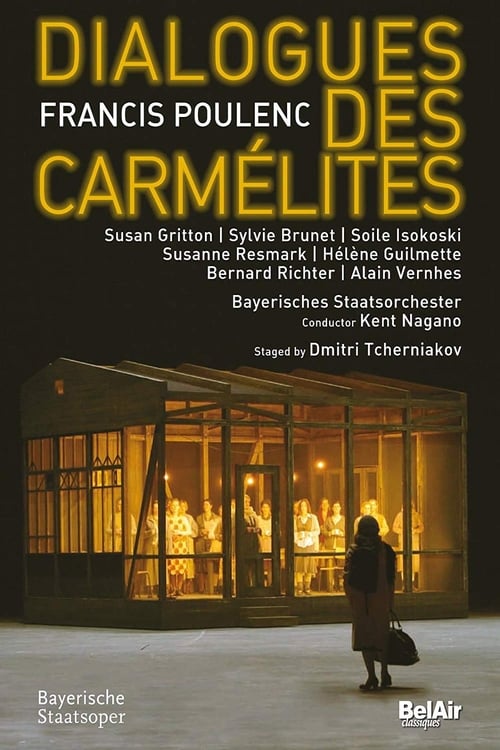 DIALOGUES
FRANCIS POULENC DES
CARMÉLITES
Susan Gritton | Sylvie Brunet | Soile Isokoski
Susanne Resmark | Hélène Guilmette
Bernard Richter | Alain Vernhes
Bayerisches Staatsorchester
Conductor Kent Nagano
Staged by Dmitri Tcherniakov
Bayerische
Staatsoper
BelAir
classiques